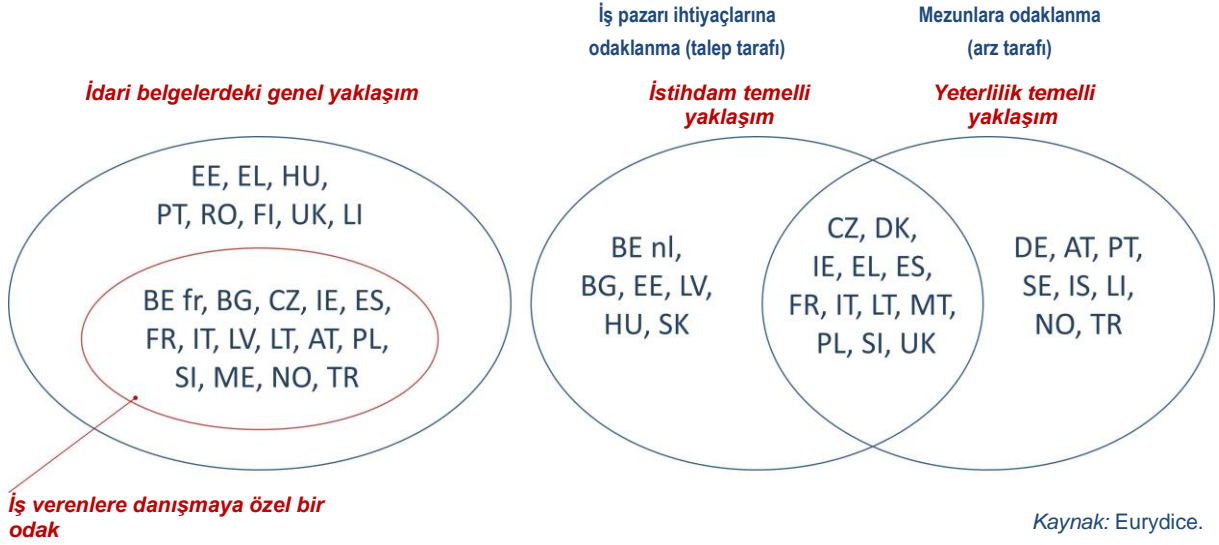 İş pazarı ihtiyaçlarına
odaklanma (talep tarafı)
Mezunlara odaklanma
(arz tarafı)
İdari belgelerdeki genel yaklaşım
İstihdam temelli
yaklaşım
Yeterlilik temelli
yaklaşım
EE, EL, HU,
PT, RO, FI, UK, LI
BE fr, BG, CZ, IE, ES,
FR, IT, LV, LT, AT, PL,
SI, ME, NO, TR
BE nl,
BG, EE, LV,
HU, SK
CZ, DK,
IE, EL, ES,
FR, IT, LT, MT,
PL, SI, UK
DE, AT, PT,
SE, IS, LI,
NO, TR
İş verenlere danışmaya özel bir
odak
Kaynak: Eurydice.